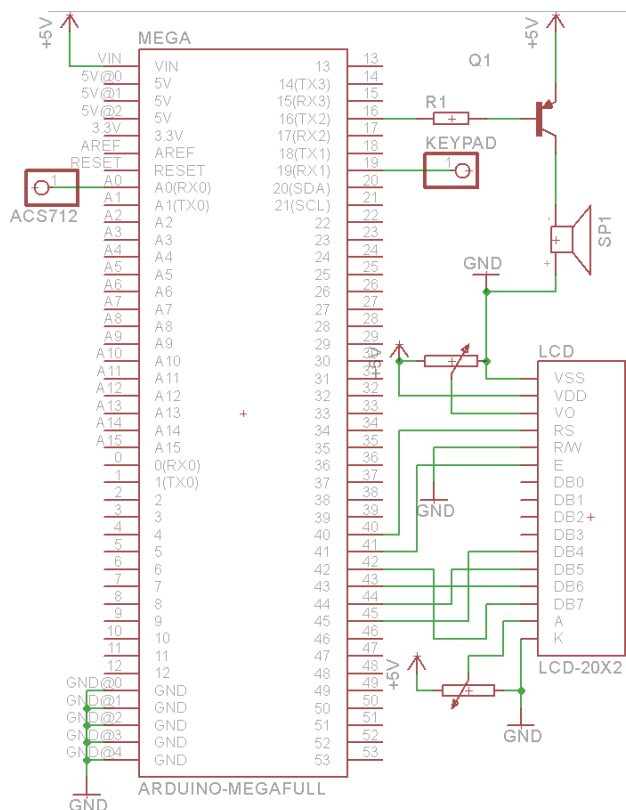 +5V
+5V
MEGA
Q1
R1
KEYPAD
1
ACS712
1
SP1
-
+
GND
+5V
LCD
VIN VIN 13 13
5V@0 5V 14(TX3) 14
5V@1 5V 15(RX3) 15
5V@2 5V 16(TX2) 16
3.3V 3.3V 17(RX2) 17
AREF AREF 18(TX1) 18
RESET RESET 19(RX1) 19
A0 A0(RX0) 20(SDA) 20
A1 A1(TX0) 21(SCL) 21
A2 A2 22 22
A3 A3 23 23
A4 A4 24 24
A5 A5 25 25
A6 A6 26 26
A7 A7 27 27
A8 A8 28 28
A9 A9 29 29
A10 A10 30
A11 A11 31
A12 A12 32 32
A13 A13 33 33
A14 A14 34 34
A15 A15 35 35
0 0(RX0) 36 36
1 1(TX0) 37 37
2 2 38 38
3 3 39 39
4 4 40 40
5 5 41 41
6 6 42 42
7 7 43 43
8 8 44 44
9 9 45 45
10 10 46 46
11 11 47 47
12 12 48 48
GND@0 GND 49 49
GND@1 GND 50 50
GND@2 GND 51 51
GND@3 GND 52 52
GND@4 GND 53 53
GND
ARDUINO-MEGAFULL
VSS
VDD
VO
RS
R/W
E
DB0
DB1
DB2
DB3
DB4
DB5
DB6
DB7
A
K
LCD-20X2
GND
+5V
GND